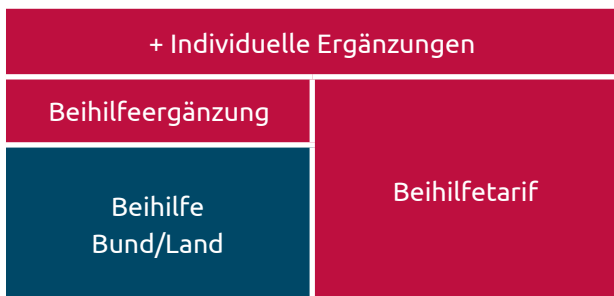 + Individuelle Ergänzungen
Beihilfeergänzung
Beihilfetarif
Beihilfe
Bund/Land